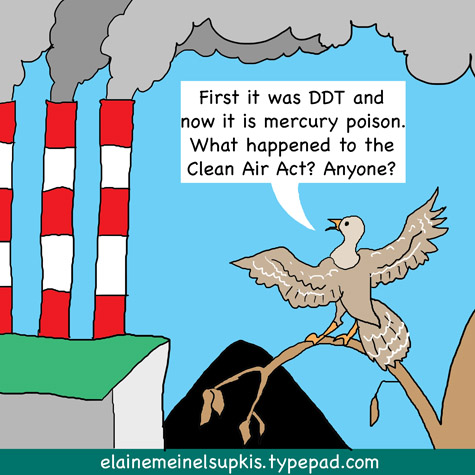 First it was DDT and
now it is mercury poison.
What happened to the
Clean Air Act? Anyone?
elainemeinelsupkis.typepad.com